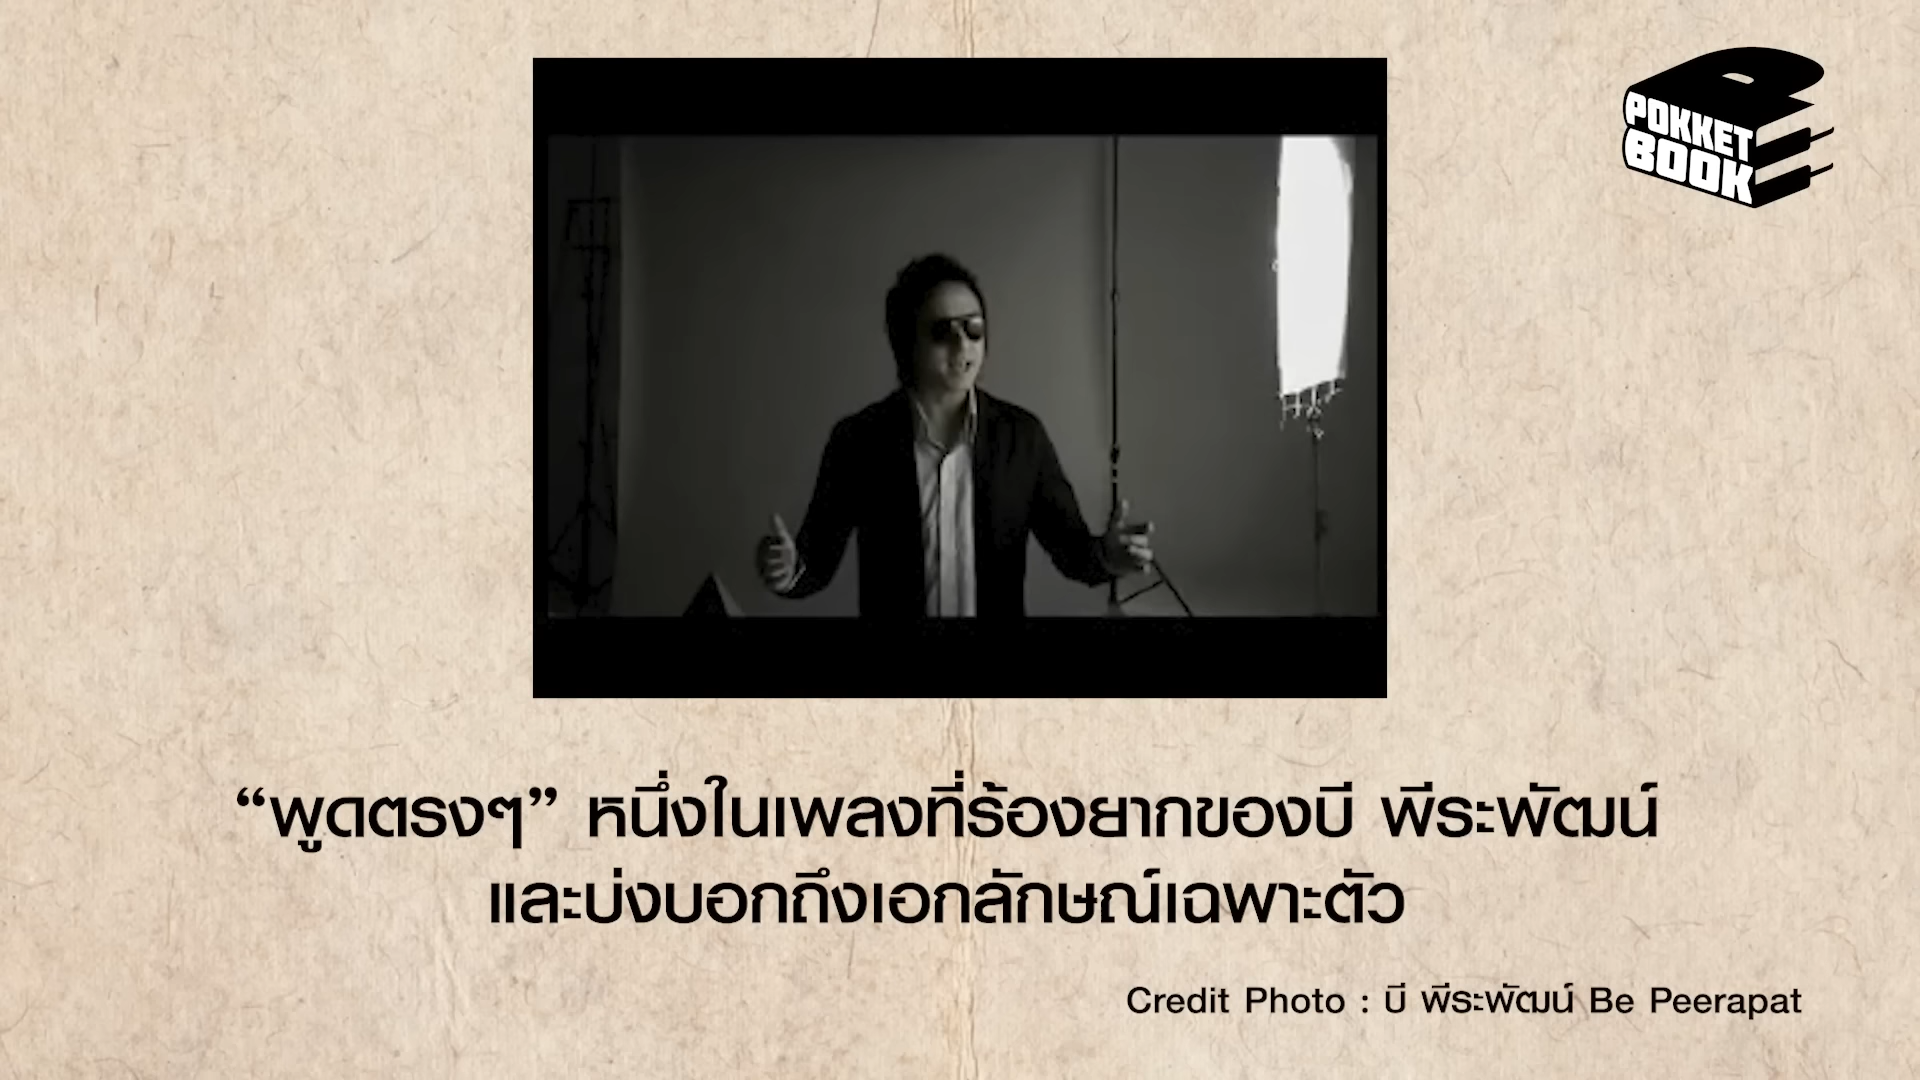 POKKET
BOOK
“พูดตรงๆ” หนึ่งในเพลงที่ร้องยากของบี พีระพัฒน์
และบ่งบอกถึงเอกลักษณ์เฉพาะตัว
Credit Photo : บี พีระพัฒน์ Be Peerapat